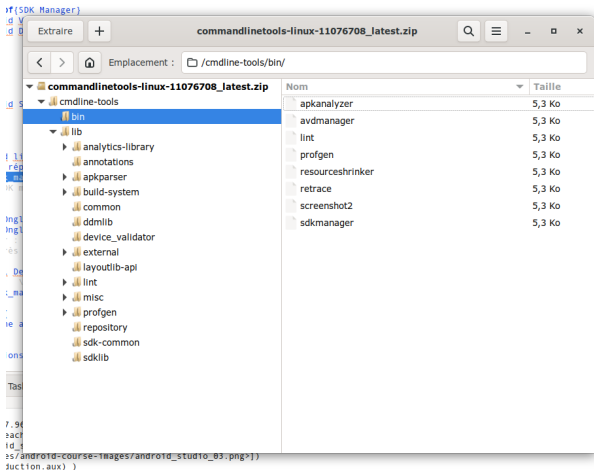 of{SDK Manager}
Extraire
commandlinetools-linux-11076708_latest.zip
Emplacement :
/cmdline-tools/bin/
commandlinetools-linux-11076708_latest.zip
cmdline-tools
bin
lib
analytics-library
annotations
apkparser
build-system
common
ddmlib
device_validator
external
layoutlib-api
lint
misc
profgen
repository
sdk-common
sdklib
Nom Taille
apkanalyzer 5,3 Ko
avdmanager 5,3 Ko
lint 5,3 Ko
profgen 5,3 Ko
resourceshrinker 5,3 Ko
retrace 5,3 Ko
screenshot2 5,3 Ko
sdkmanager 5,3 Ko
es/android-course-images/android_studio_03.png>])
duction.aux) )